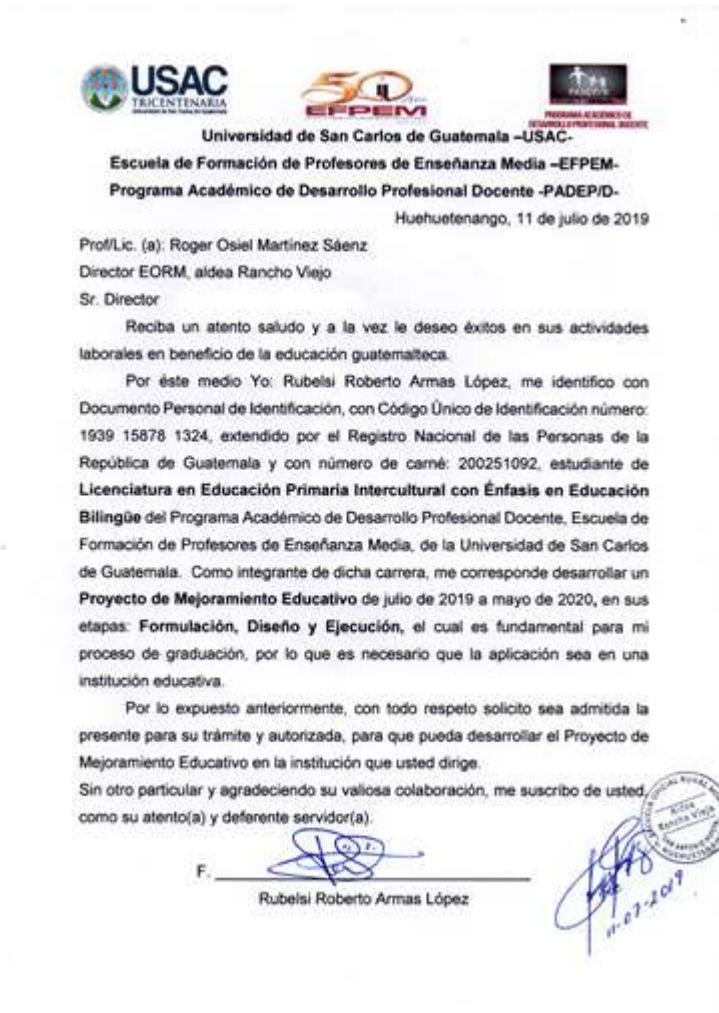 USAC
TRICENTENARIA
50
EFPEM
PROGRAMA ACADÉMICO DE
DESARROLLO PROFESIONAL DOCENTE
Universidad de San Carlos de Guatemala –USAC-
Escuela de Formación de Profesores de Enseñanza Media –EFPEM-
Programa Académico de Desarrollo Profesional Docente -PADEP/D-
Huehuetenango, 11 de julio de 2019
Prof/Lic. (a): Roger Osiel Martínez Sáenz
Director EORM, aldea Rancho Viejo
Sr. Director
Reciba un atento saludo y a la vez le deseo éxitos en sus actividades
laborales en beneficio de la educación guatemalteca.
Por éste medio Yo: Rubelsi Roberto Armas López, me identifico con
Documento Personal de Identificación, con Código Único de Identificación número:
1939 15878 1324, extendido por el Registro Nacional de las Personas de la
República de Guatemala y con número de carné: 200251092, estudiante de
Licenciatura en Educación Primaria Intercultural con Énfasis en Educación
Bilingüe del Programa Académico de Desarrollo Profesional Docente, Escuela de
Formación de Profesores de Enseñanza Media, de la Universidad de San Carlos
de Guatemala. Como integrante de dicha carrera, me corresponde desarrollar un
Proyecto de Mejoramiento Educativo de julio de 2019 a mayo de 2020, en sus
etapas: Formulación, Diseño y Ejecución, el cual es fundamental para mi
proceso de graduación, por lo que es necesario que la aplicación sea en una
institución educativa.
Por lo expuesto anteriormente, con todo respeto solicito sea admitida la
presente para su trámite y autorizada, para que pueda desarrollar el Proyecto de
Mejoramiento Educativo en la institución que usted dirige.
Sin otro particular y agradeciendo su valiosa colaboración, me suscribo de usted,
como su atento(a) y deferente servidor(a).
Aldea
Rancho Viejo
F.
Rubelsi Roberto Armas López
11-07-2019